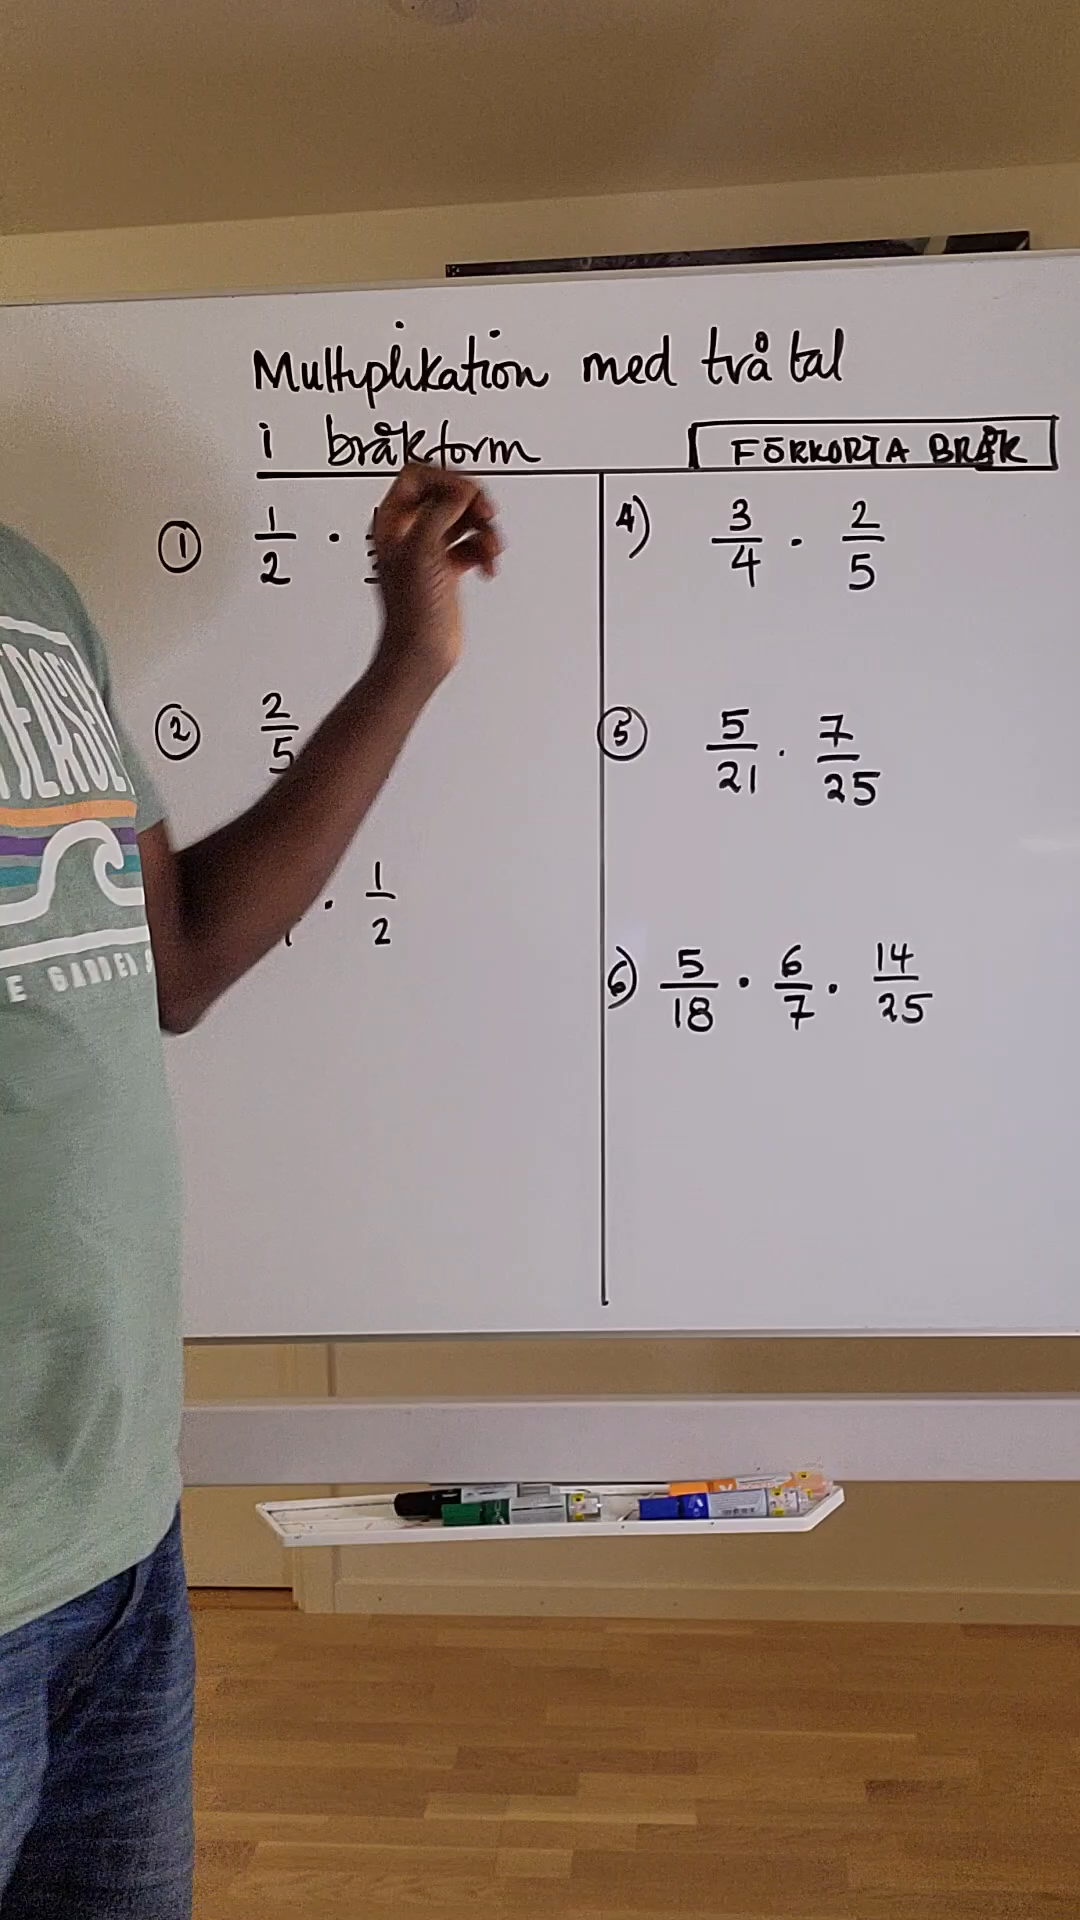 Multiplikation med två tal
i bråkform
FÖRKORTA BRÅK
① 1/2 ·
② 2/5
· 1/2
4) 3/4 · 2/5
⑤ 5/21 · 7/25
6) 5/18 · 6/7 · 14/25